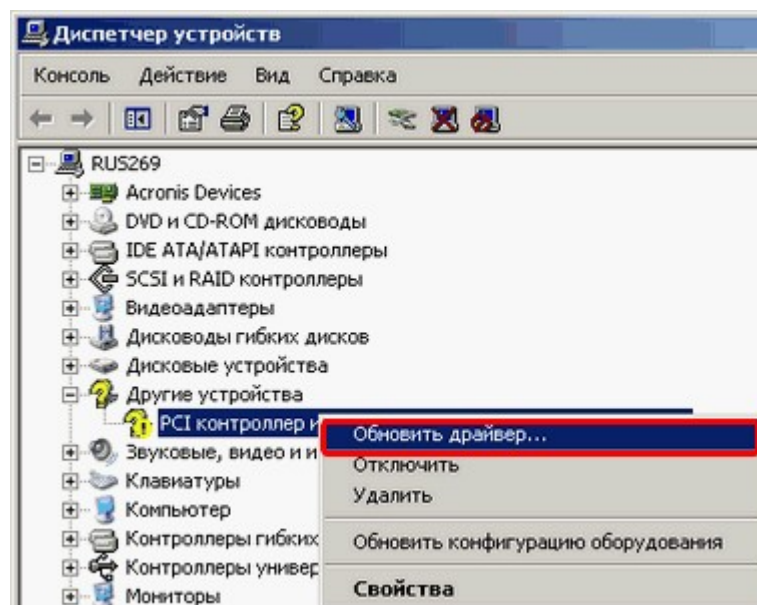 Диспетчер устройств
Консоль Действие Вид Справка
RUS269
Acronis Devices
DVD и CD-ROM дисководы
IDE ATA/ATAPI контроллеры
SCSI и RAID контроллеры
Видеоадаптеры
Дисководы гибких дисков
Дисковые устройства
Другие устройства
PCI контроллер
Обновить драйвер...
Звуковые, видео и и
Отключить
Клавиатуры
Удалить
Компьютер
Контроллеры гибких
Обновить конфигурацию оборудования
Контроллеры универ
Мониторы
Свойства